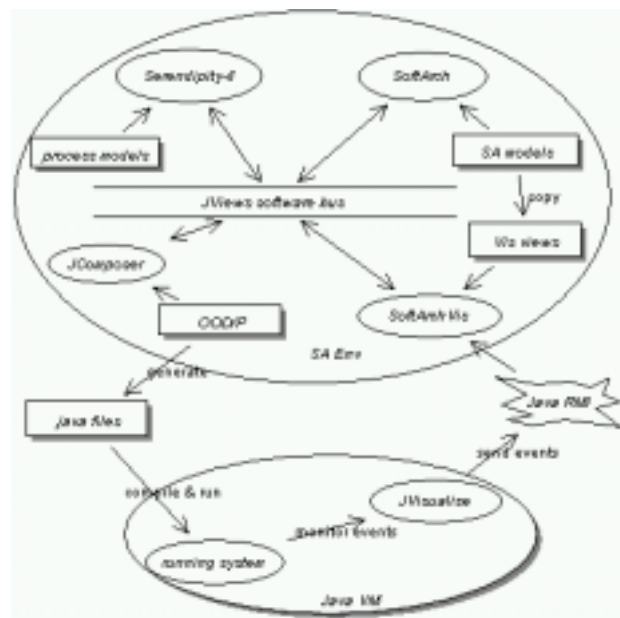 Serendipity-II
SoftArch
process models
SA models
copy
JViews software bus
Vis views
JComposer
OOD/P
SoftArch Vis
SA Env
generate
java files
Java RMI
send events
compile & run
JVisualise
monitor events
running system
Java VM